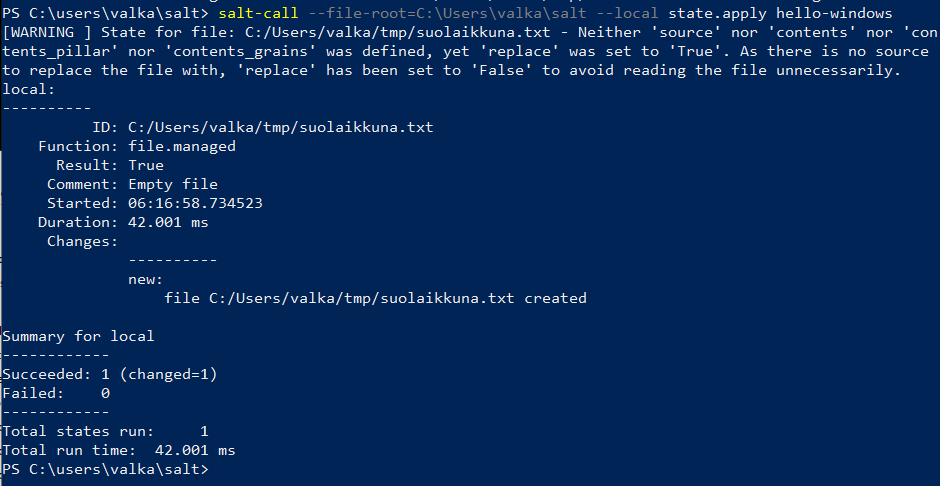 PS C:\users\valka\salt> salt-call --file-root=C:\Users\valka\salt --local state.apply hello-windows
[WARNING ] State for file: C:/Users/valka/tmp/suolaikkuna.txt - Neither 'source' nor 'contents' nor 'con
tents_pillar' nor 'contents_grains' was defined, yet 'replace' was set to 'True'. As there is no source
to replace the file with, 'replace' has been set to 'False' to avoid reading the file unnecessarily.
local:
----------
          ID: C:/Users/valka/tmp/suolaikkuna.txt
    Function: file.managed
      Result: True
     Comment: Empty file
     Started: 06:16:58.734523
    Duration: 42.001 ms
     Changes:
              ----------
              new:
                  file C:/Users/valka/tmp/suolaikkuna.txt created

Summary for local
------------
Succeeded: 1 (changed=1)
Failed:    0
------------
Total states run:     1
Total run time:  42.001 ms
PS C:\users\valka\salt>